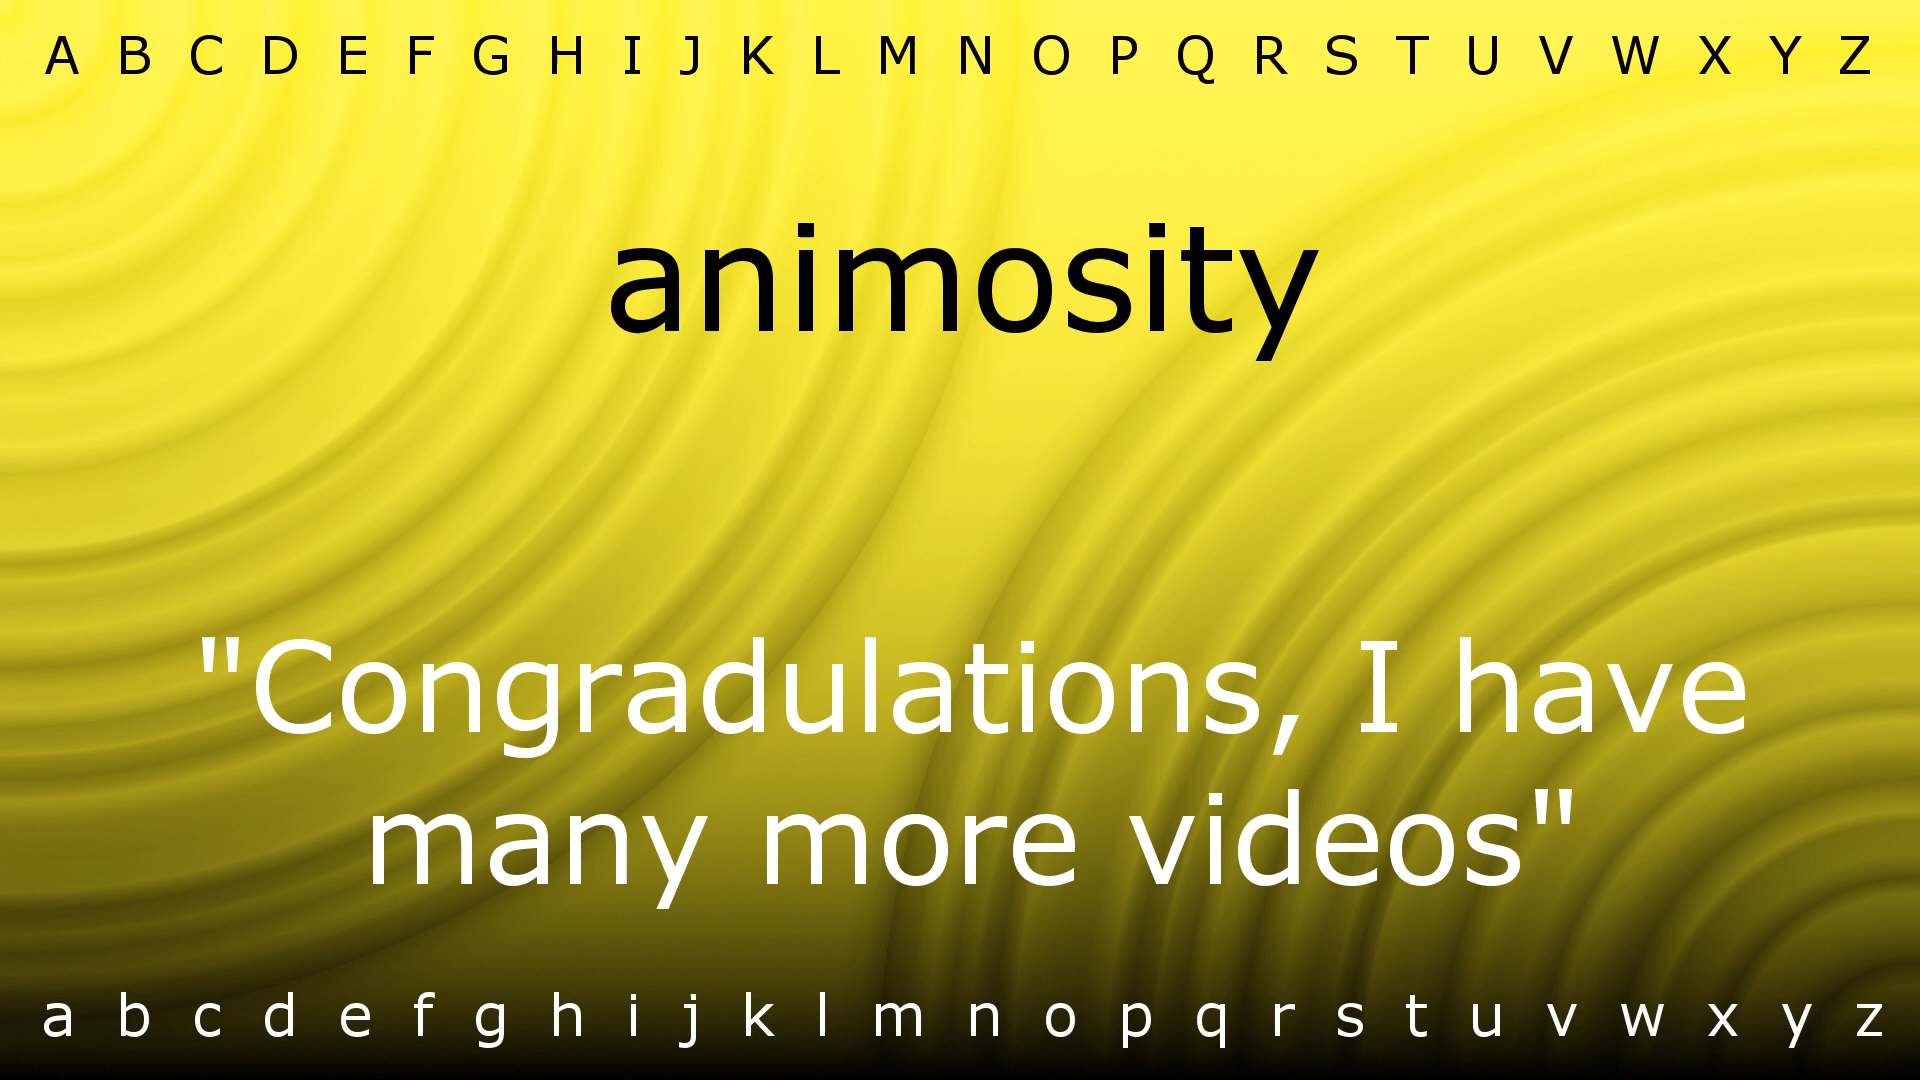 A B C D E F G H I J K L M N O P Q R S T U V W X Y Z
animosity
"Congradulations, I have
many more videos"
a b c d e f g h i j k l m n o p q r s t u v w x y z